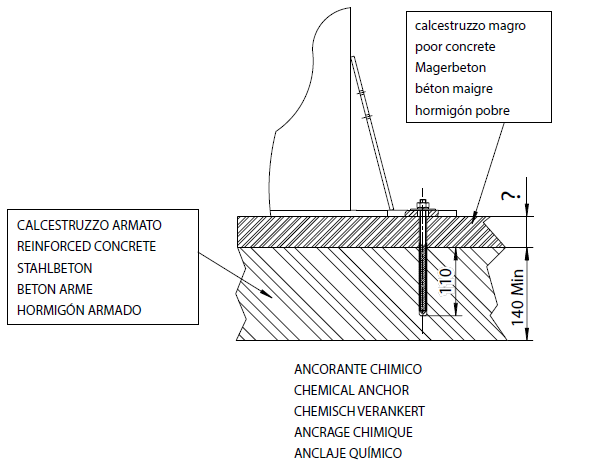 calcestruzzo magro
poor concrete
Magerbeton
béton maigre
hormigón pobre
?
CALCESTRUZZO ARMATO
REINFORCED CONCRETE
STAHLBETON
BETON ARME
HORMIGÓN ARMADO
110
140 Min
ANCORANTE CHIMICO
CHEMICAL ANCHOR
CHEMISCH VERANKERT
ANCRAGE CHIMIQUE
ANCLAJE QUÍMICO